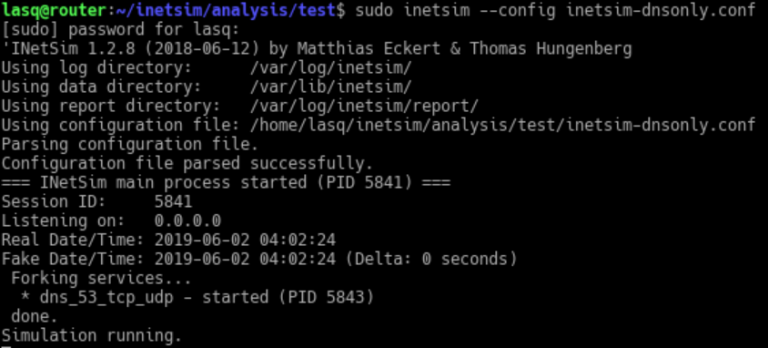 lasq@router:~/inetsim/analysis/test$ sudo inetsim --config inetsim-dnsonly.conf
[sudo] password for lasq:
'INetSim 1.2.8 (2018-06-12) by Matthias Eckert & Thomas Hungenberg
Using log directory:      /var/log/inetsim/
Using data directory:     /var/lib/inetsim/
Using report directory:   /var/log/inetsim/report/
Using configuration file: /home/lasq/inetsim/analysis/test/inetsim-dnsonly.conf
Parsing configuration file.
Configuration file parsed successfully.
=== INetSim main process started (PID 5841) ===
Session ID:     5841
Listening on:   0.0.0.0
Real Date/Time: 2019-06-02 04:02:24
Fake Date/Time: 2019-06-02 04:02:24 (Delta: 0 seconds)
 Forking services...
  * dns_53_tcp_udp - started (PID 5843)
 done.
Simulation running.